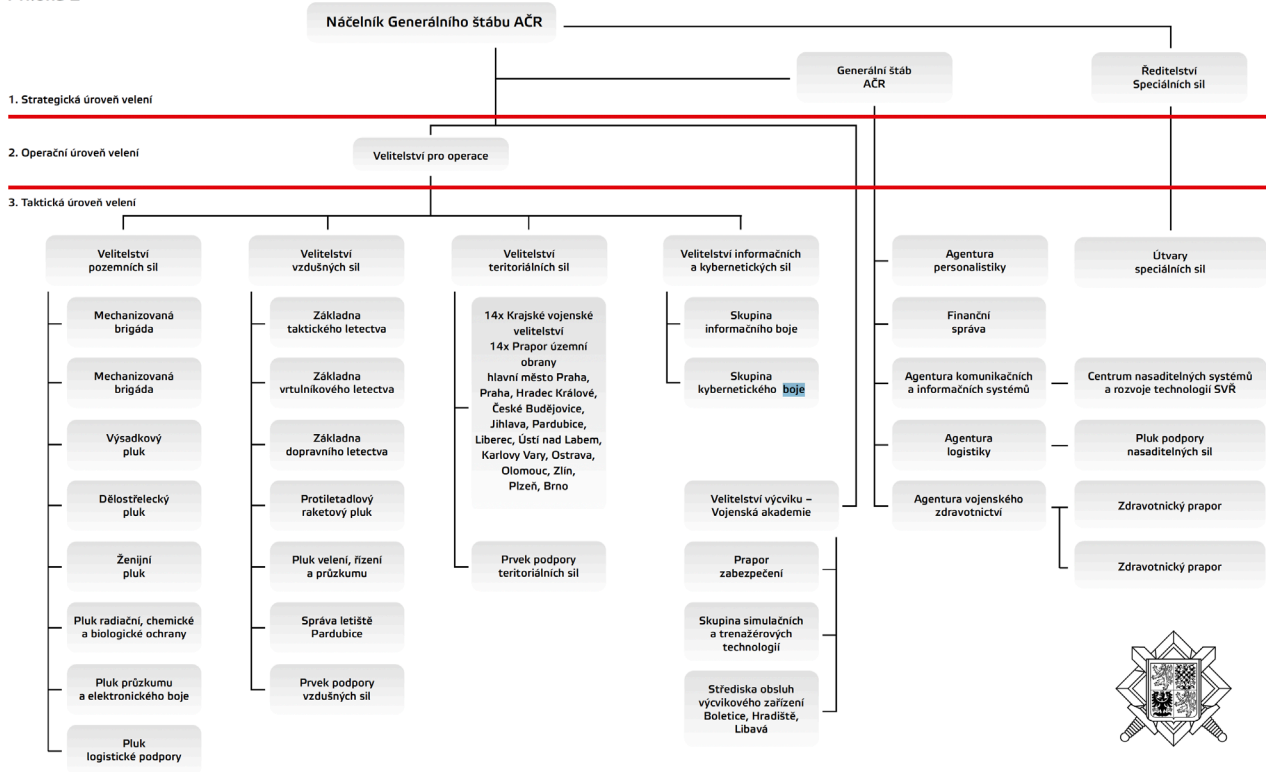 Náčelník Generálního štábu AČR
Generální štáb
AČR
Ředitelství
Speciálních sil
1. Strategická úroveň velení
2. Operační úroveň velení
Velitelství pro operace
3. Taktická úroveň velení
Velitelství
pozemních sil
Mechanizovaná
brigáda
Mechanizovaná
brigáda
Výsadkový
pluk
Dělostřelecký
pluk
Ženijní
pluk
Pluk radiační, chemické
a biologické ochrany
Pluk průzkumu
a elektronického boje
Pluk
logistické podpory
Velitelství
vzdušných sil
Základna
taktického letectva
Základna
vrtulníkového letectva
Základna
dopravního letectva
Protiletadlový
raketový pluk
Pluk velení, řízení
a průzkumu
Správa letiště
Pardubice
Prvek podpory
vzdušných sil
Velitelství
teritoriálních sil
14x Krajské vojenské
velitelství
14x Prapor územní
obrany
hlavní město Praha,
Praha, Hradec Králové,
České Budějovice,
Jihlava, Pardubice,
Liberec, Ústí nad Labem,
Karlovy Vary, Ostrava,
Olomouc, Zlín,
Plzeň, Brno
Prvek podpory
teritoriálních sil
Velitelství informačních
a kybernetických sil
Skupina
informačního boje
Skupina
kybernetického boje
Velitelství výcviku –
Vojenská akademie
Prapor
zabezpečení
Skupina simulačních
a trenažérových
technologií
Střediska obsluh
výcvikového zařízení
Boletice, Hradiště,
Libavá
Agentura
personalistiky
Finanční
správa
Agentura komunikačních
a informačních systémů
Agentura
logistiky
Agentura vojenského
zdravotnictví
Útvary
speciálních sil
Centrum nasaditelných systémů
a rozvoje technologií SVŘ
Pluk podpory
nasaditelných sil
Zdravotnický prapor
Zdravotnický prapor